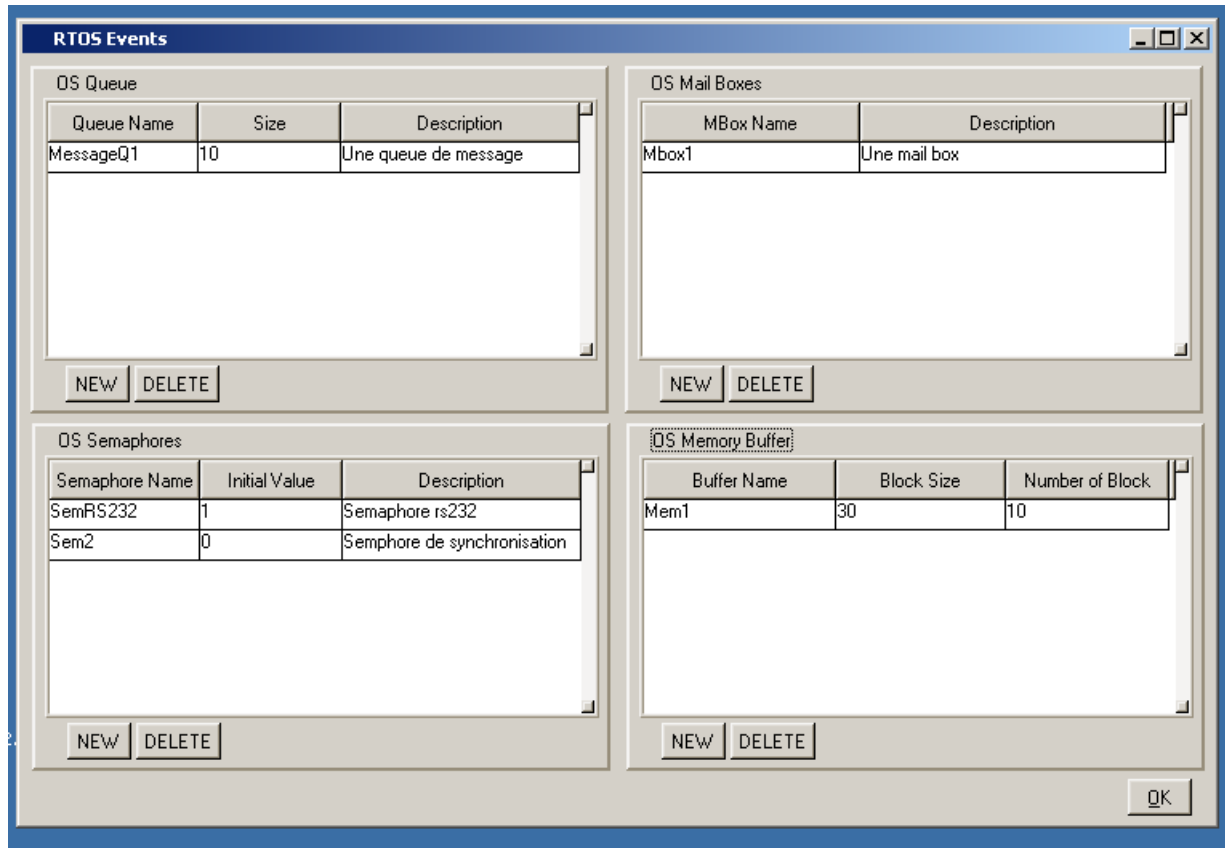 RTOS Events
OS Queue
Queue Name Size Description
MessageQ1 10 Une queue de message
NEW DELETE
OS Mail Boxes
MBox Name Description
Mbox1 Une mail box
NEW DELETE
OS Semaphores
Semaphore Name Initial Value Description
SemRS232 1 Semaphore rs232
Sem2 0 Semphore de synchronisation
NEW DELETE
OS Memory Buffer
Buffer Name Block Size Number of Block
Mem1 30 10
NEW DELETE
OK